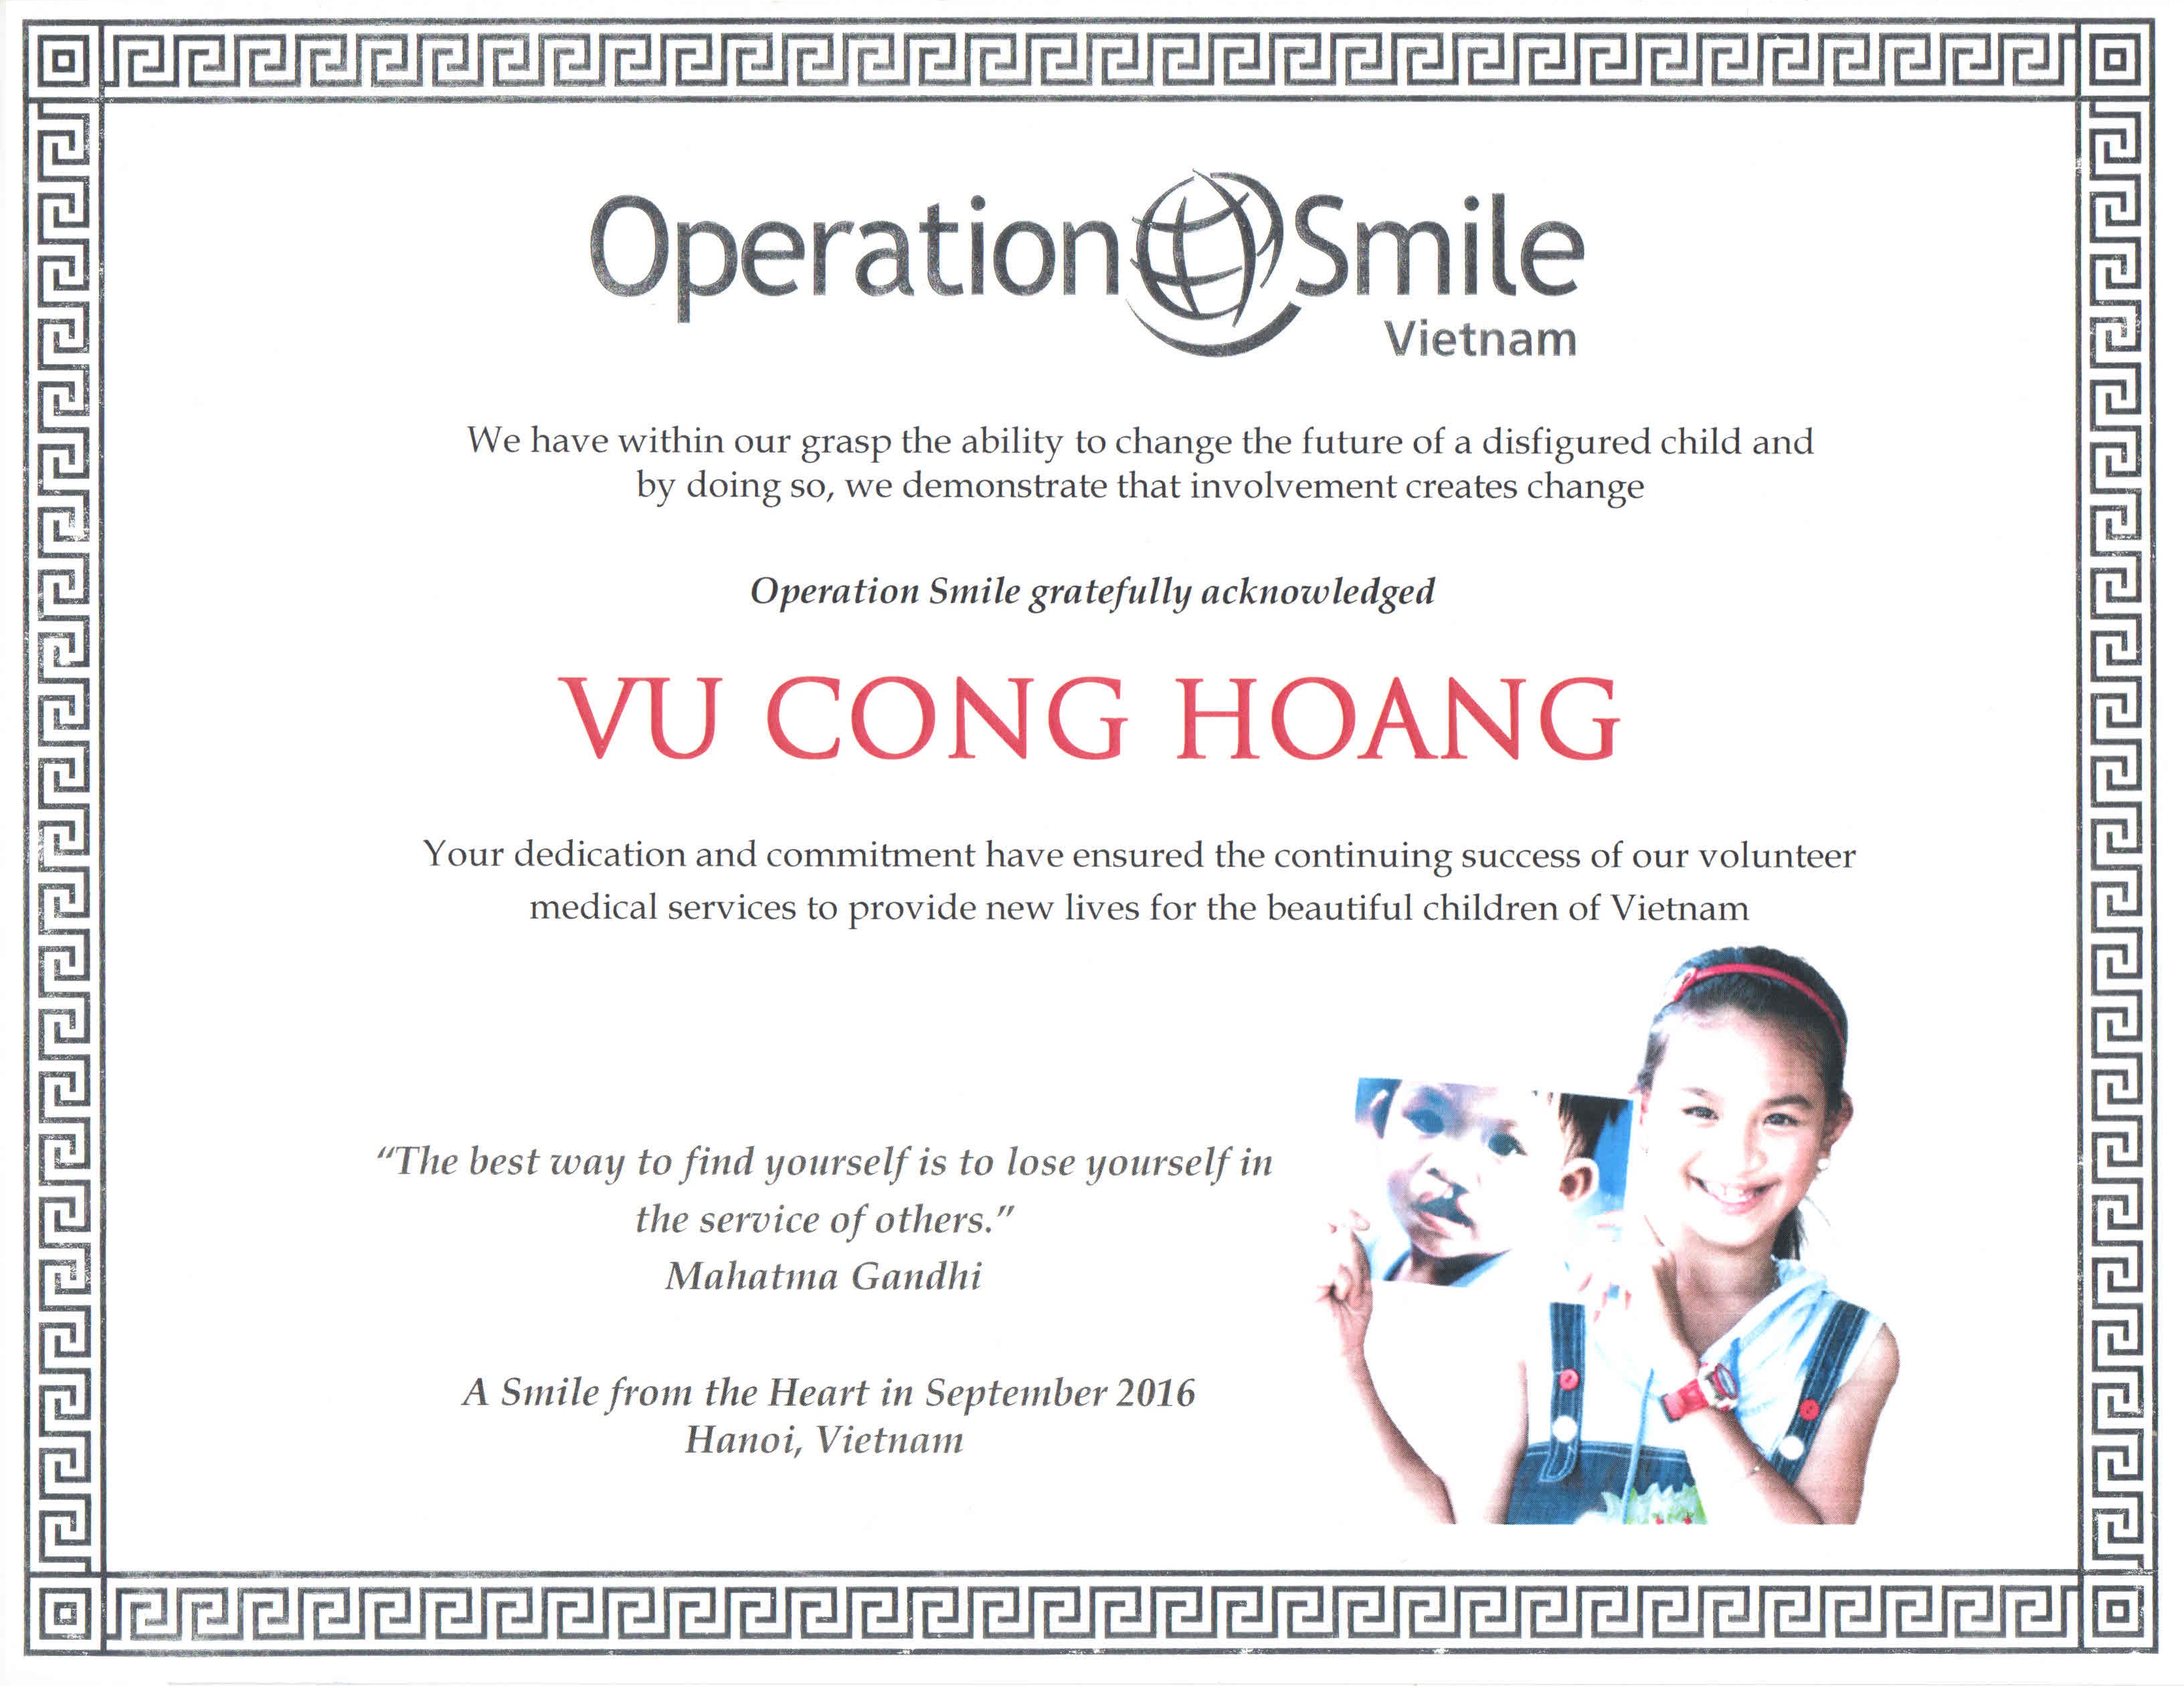 Operation Smile
Vietnam
We have within our grasp the ability to change the future of a disfigured child and
by doing so, we demonstrate that involvement creates change
Operation Smile gratefully acknowledged
VU CONG HOANG
Your dedication and commitment have ensured the continuing success of our volunteer
medical services to provide new lives for the beautiful children of Vietnam
“The best way to find yourself is to lose yourself in
the service of others.”
Mahatma Gandhi
A Smile from the Heart in September 2016
Hanoi, Vietnam